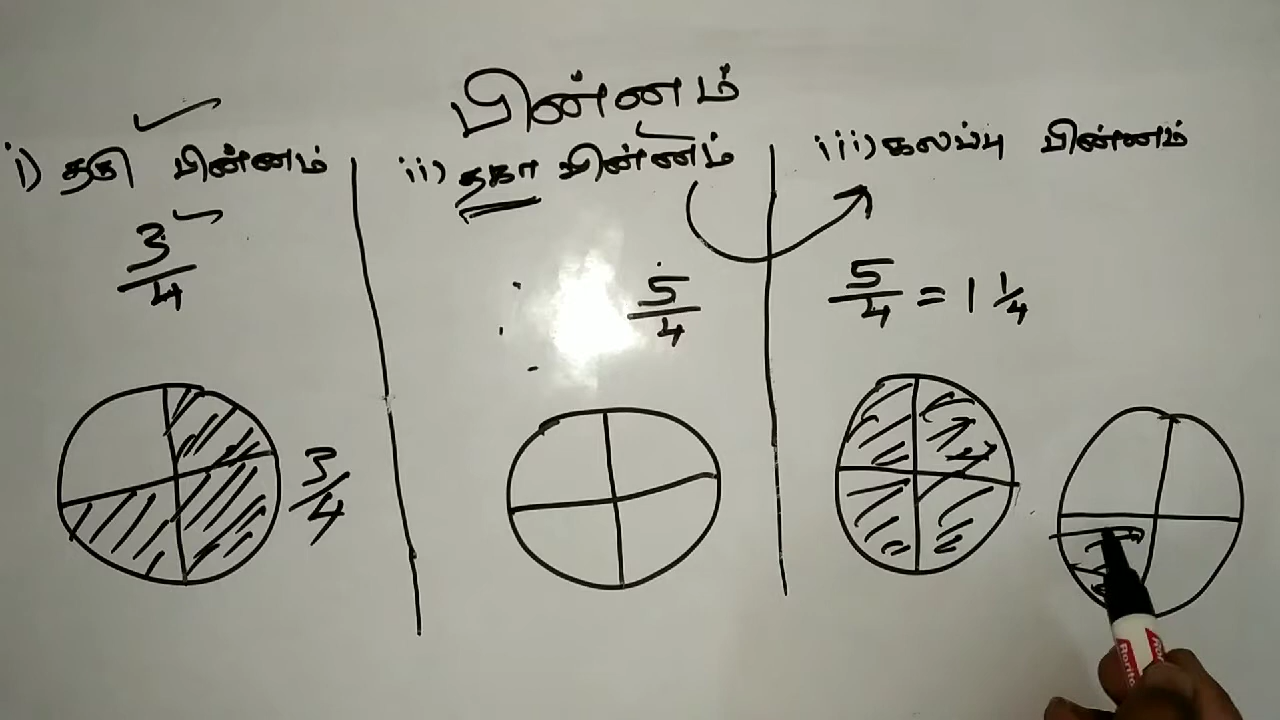 பின்னம்
i) தகு பின்னம்
3/4
3/4
ii) தகா பின்னம்
5/4
iii) கலப்பு பின்னம்
5/4 = 1 1/4